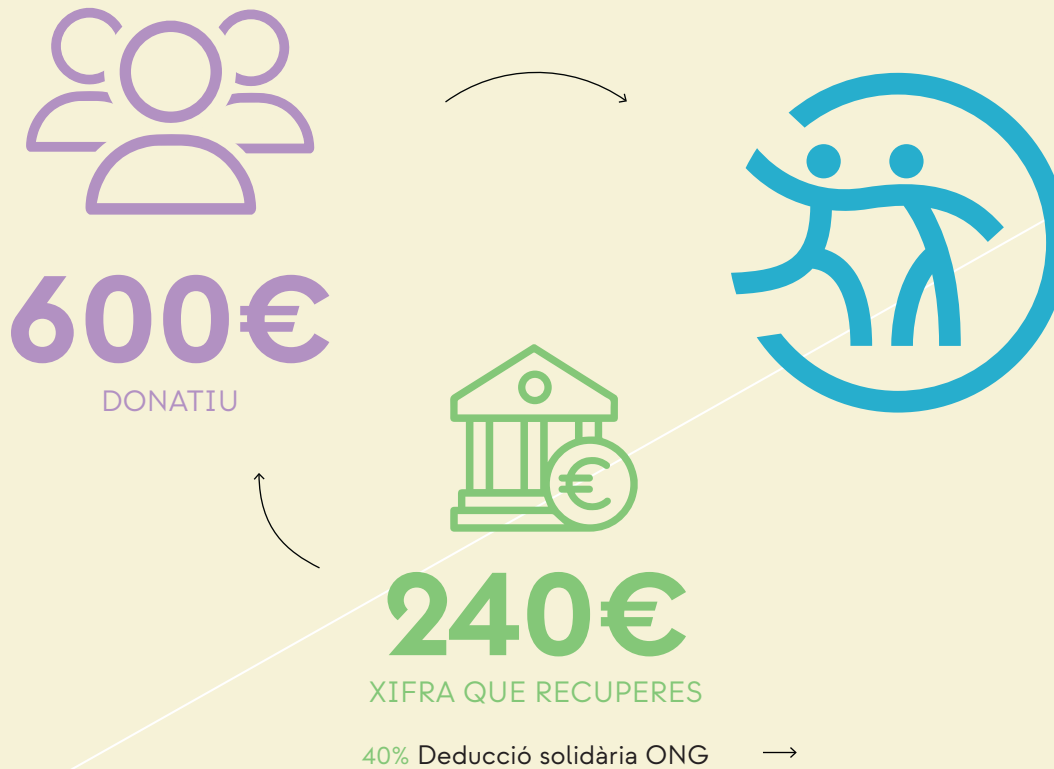 600€
DONATIU
240€
XIFRA QUE RECUPERES
40% Deducció solidària ONG